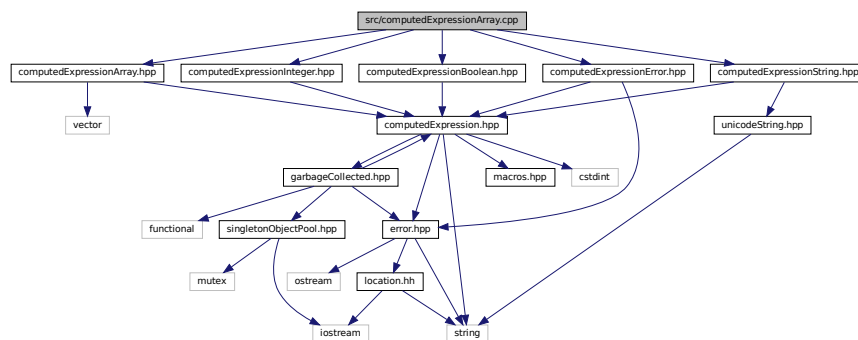 src/computedExpressionArray.cpp
computedExpressionArray.hpp
computedExpressionInteger.hpp
computedExpressionBoolean.hpp
computedExpressionError.hpp
computedExpressionString.hpp
vector
computedExpression.hpp
unicodeString.hpp
garbageCollected.hpp
macros.hpp
cstdint
functional
singletonObjectPool.hpp
error.hpp
mutex
ostream
location.hh
iostream
string